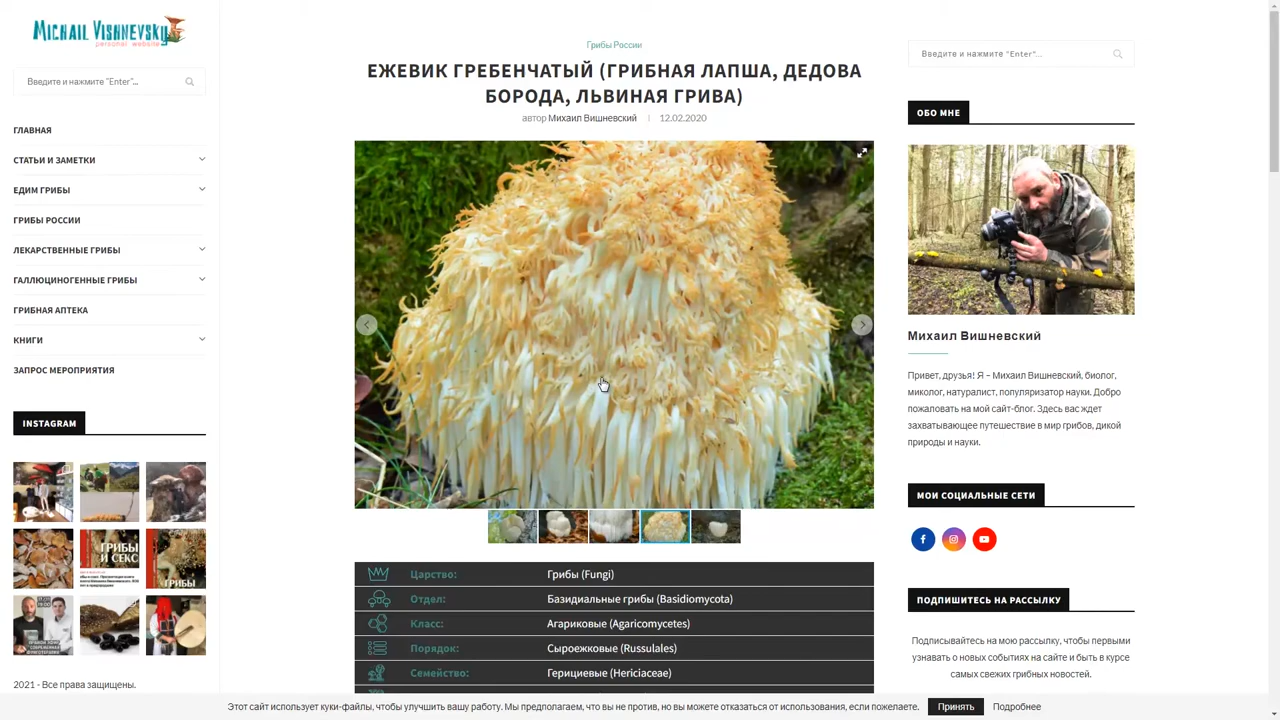 Michail Vishnevsky
personal website
Введите и нажмите "Enter"...
ГЛАВНАЯ
СТАТЬИ И ЗАМЕТКИ
ЕДИМ ГРИБЫ
ГРИБЫ РОССИИ
ЛЕКАРСТВЕННЫЕ ГРИБЫ
ГАЛЛЮЦИНОГЕННЫЕ ГРИБЫ
ГРИБНАЯ АПТЕКА
КНИГИ
ЗАПРОС МЕРОПРИЯТИЯ
INSTAGRAM
ГРИБЫ
И СЕКС
ГРИБЫ
2021 - Все права защищены.
Грибы России
ЕЖЕВИК ГРЕБЕНЧАТЫЙ (ГРИБНАЯ ЛАПША, ДЕДОВА
БОРОДА, ЛЬВИНАЯ ГРИВА)
автор Михаил Вишневский
12.02.2020
Царство: Грибы (Fungi)
Отдел: Базидиальные грибы (Basidiomycota)
Класс: Агариковые (Agaricomycetes)
Порядок: Сыроежковые (Russulales)
Семейство: Герициевые (Hericiaceae)
Введите и нажмите "Enter"...
ОБО МНЕ
Михаил Вишневский
Привет, друзья! Я – Михаил Вишневский, биолог,
миколог, натуралист, популяризатор науки. Добро
пожаловать на мой сайт-блог. Здесь вас ждет
захватывающее путешествие в мир грибов, дикой
природы и науки.
МОИ СОЦИАЛЬНЫЕ СЕТИ
ПОДПИШИТЕСЬ НА РАССЫЛКУ
Подписывайтесь на мою рассылку, чтобы первыми
узнавать о новых событиях на сайте и быть в курсе
самых свежих грибных новостей.
Этот сайт использует куки-файлы, чтобы улучшить вашу работу. Мы предполагаем, что вы не против, но вы можете отказаться от использования, если пожелаете. Принять Подробнее